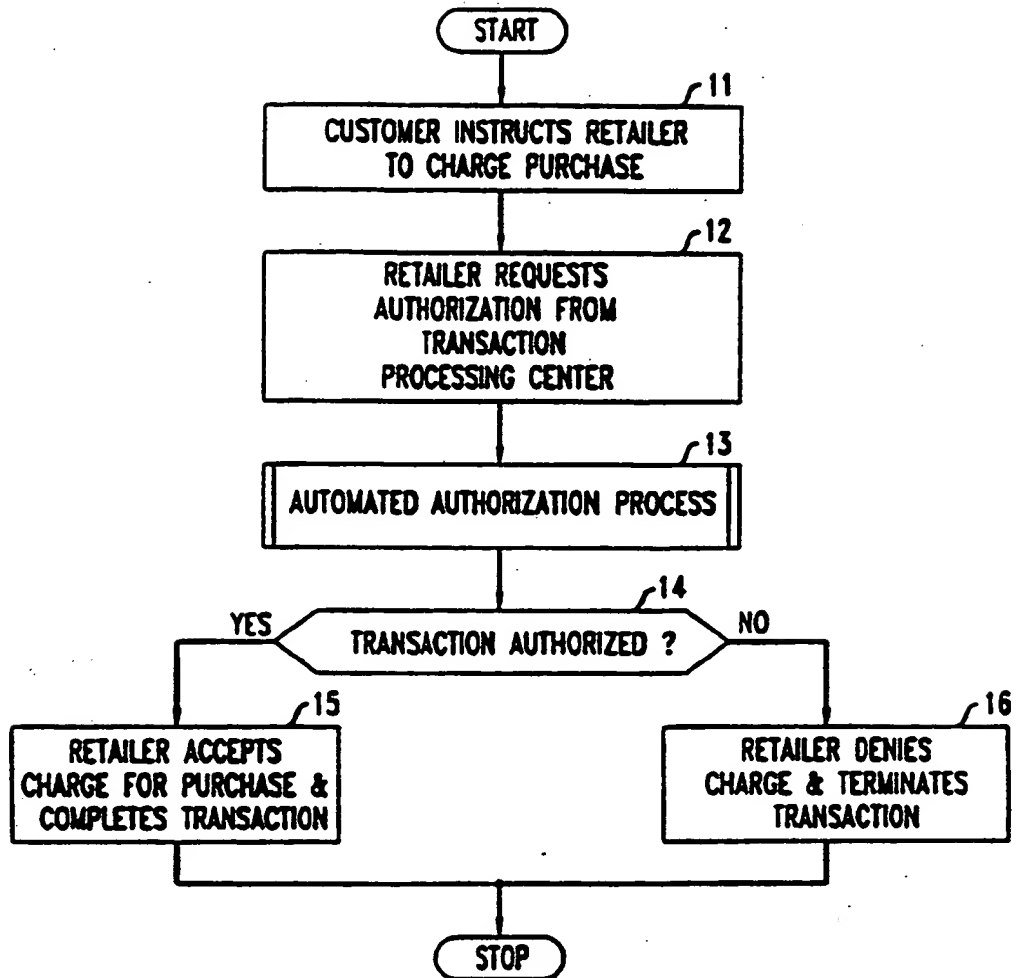 START
11
CUSTOMER INSTRUCTS RETAILER
TO CHARGE PURCHASE
12
RETAILER REQUESTS
AUTHORIZATION FROM
TRANSACTION
PROCESSING CENTER
13
AUTOMATED AUTHORIZATION PROCESS
14
YES
TRANSACTION AUTHORIZED ?
NO
15
RETAILER ACCEPTS
CHARGE FOR PURCHASE &
COMPLETES TRANSACTION
16
RETAILER DENIES
CHARGE & TERMINATES
TRANSACTION
STOP